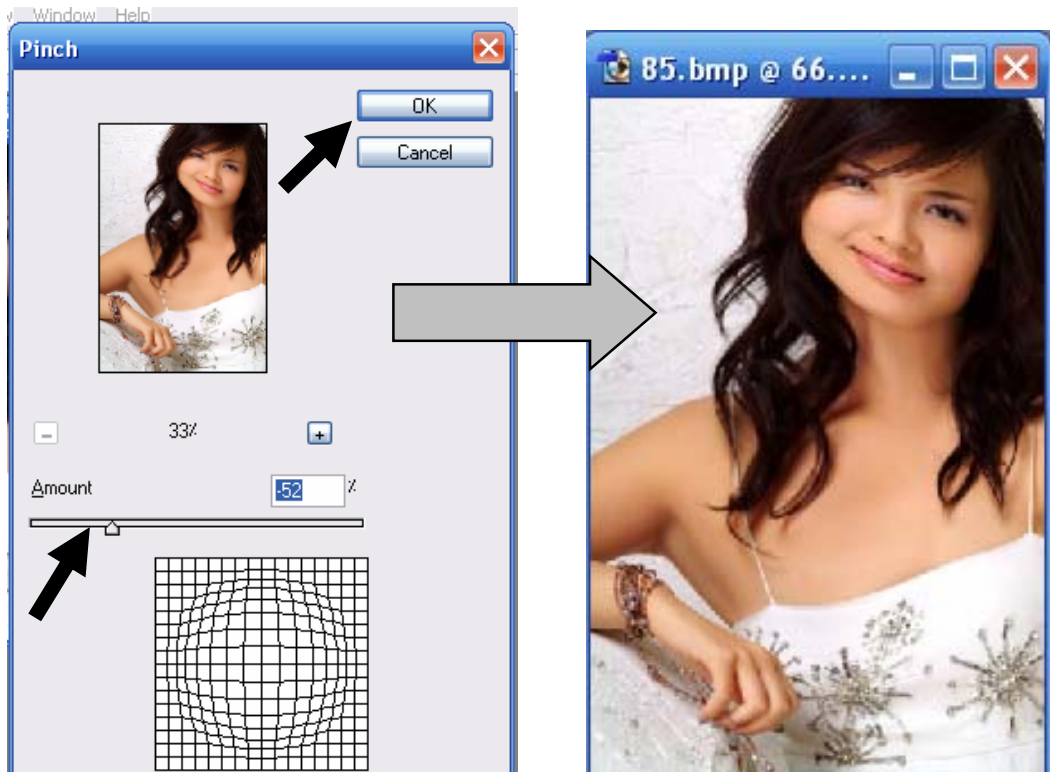 Window Help
Pinch
OK
Cancel
33%
Amount -52 %
85.bmp @ 66....